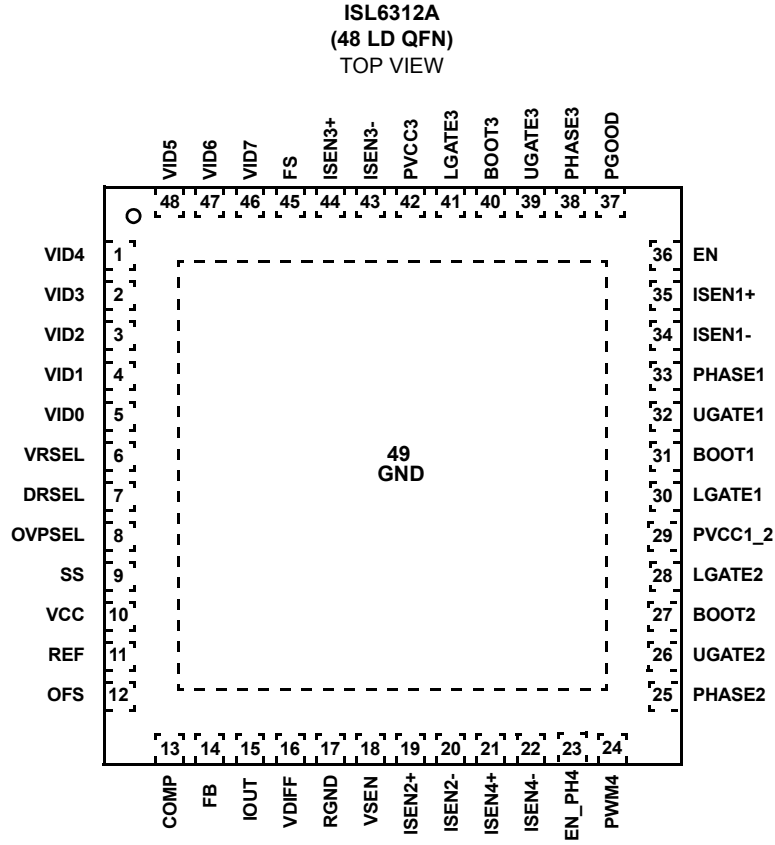 ISL6312A
(48 LD QFN)
TOP VIEW
VID5
VID6
VID7
FS
ISEN3+
ISEN3-
PVCC3
LGATE3
BOOT3
UGATE3
PHASE3
PGOOD
48 47 46 45 44 43 42 41 40 39 38 37
VID4 1
VID3 2
VID2 3
VID1 4
VID0 5
VRSEL 6
DRSEL 7
OVPSEL 8
SS 9
VCC 10
REF 11
OFS 12
49
GND
36 EN
35 ISEN1+
34 ISEN1-
33 PHASE1
32 UGATE1
31 BOOT1
30 LGATE1
29 PVCC1_2
28 LGATE2
27 BOOT2
26 UGATE2
25 PHASE2
13 14 15 16 17 18 19 20 21 22 23 24
COMP
FB
IOUT
VDIFF
RGND
VSEN
ISEN2+
ISEN2-
ISEN4+
ISEN4-
EN_PH4
PWM4